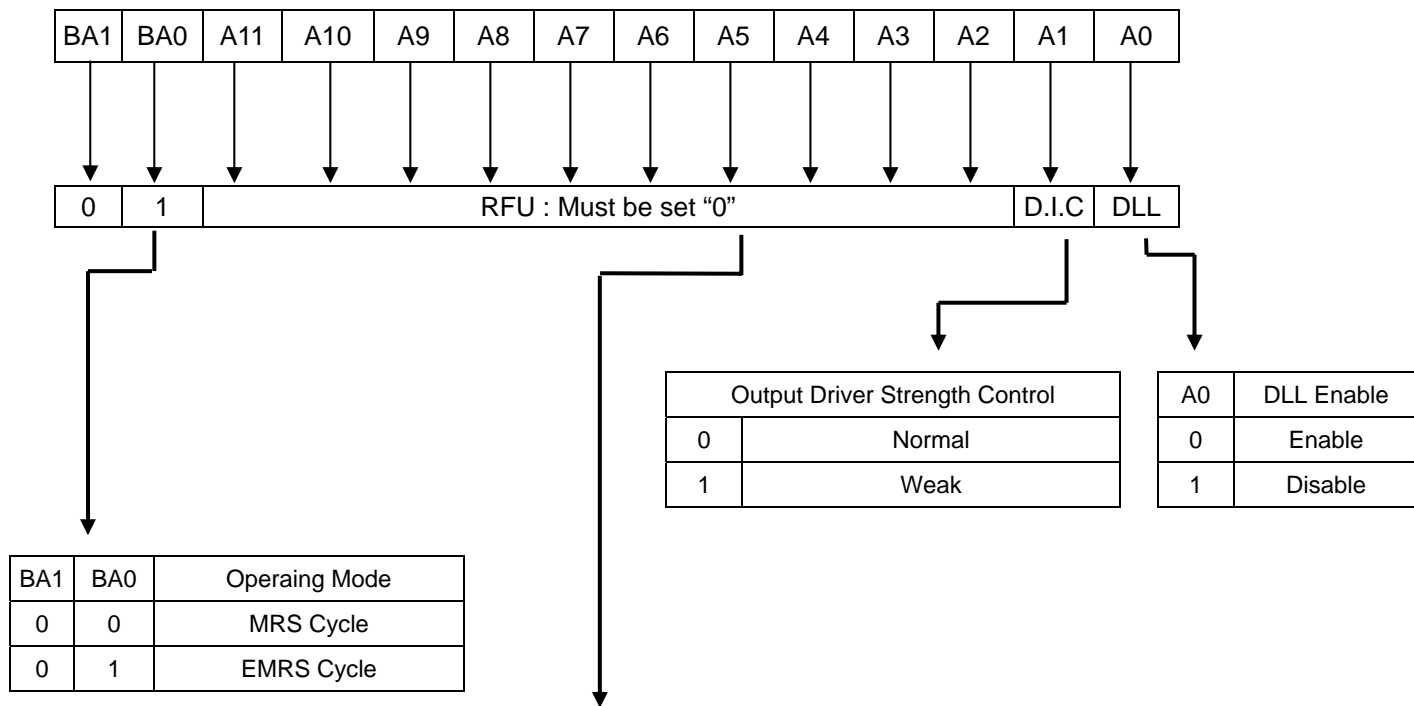 BA1 BA0 A11 A10 A9 A8 A7 A6 A5 A4 A3 A2 A1 A0
0 1 RFU : Must be set “0” D.I.C DLL
Output Driver Strength Control
0 Normal
1 Weak
A0 DLL Enable
0 Enable
1 Disable
BA1 BA0 Operaing Mode
0 0 MRS Cycle
0 1 EMRS Cycle